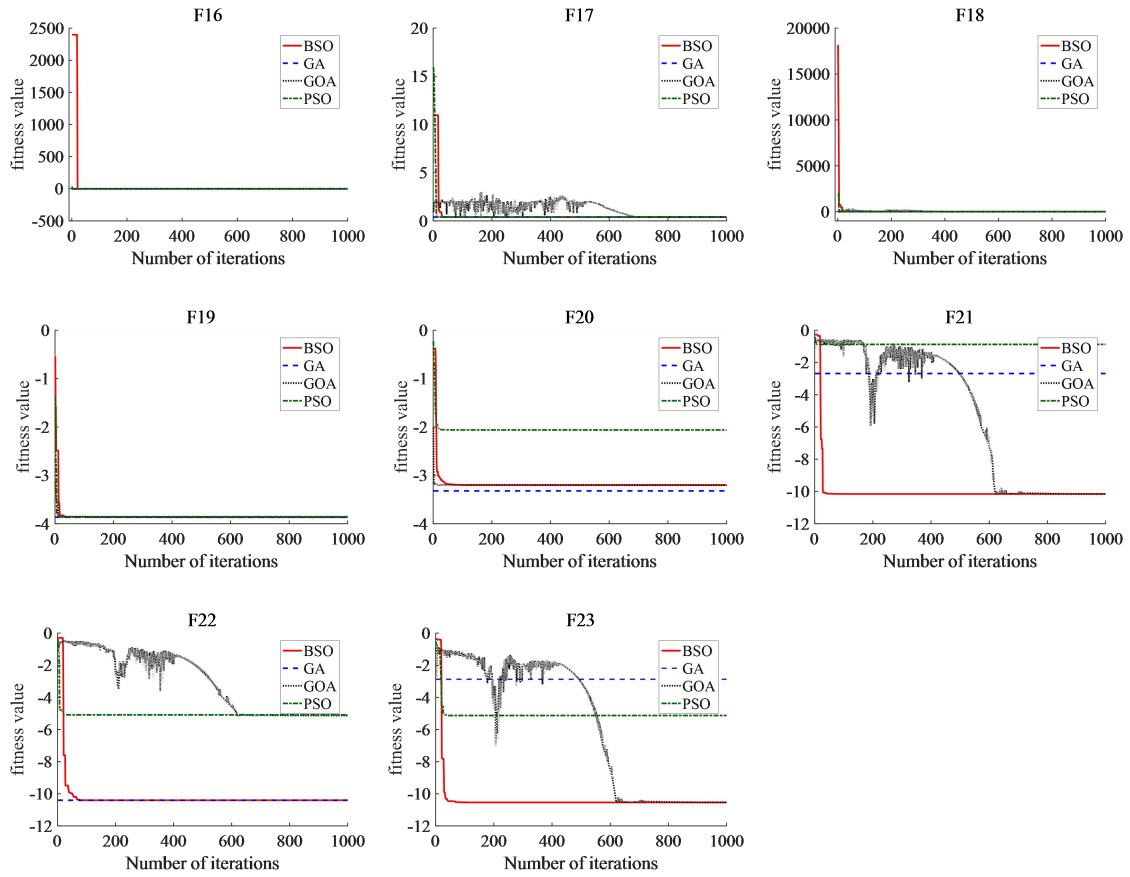 F16
2500
2000
1500
1000
500
0
-500
fitness value
0 200 400 600 800 1000
Number of iterations
BSO
GA
GOA
PSO
F17
20
15
10
5
0
fitness value
0 200 400 600 800 1000
Number of iterations
BSO
GA
GOA
PSO
F18
20000
15000
10000
5000
0
fitness value
0 200 400 600 800 1000
Number of iterations
BSO
GA
GOA
PSO
F19
0
-1
-2
-3
-4
fitness value
0 200 400 600 800 1000
Number of iterations
BSO
GA
GOA
PSO
F20
0
-1
-2
-3
-4
fitness value
0 200 400 600 800 1000
Number of iterations
BSO
GA
GOA
PSO
F21
0
-2
-4
-6
-8
-10
-12
fitness value
0 200 400 600 800 1000
Number of iterations
BSO
GA
GOA
PSO
F22
0
-2
-4
-6
-8
-10
-12
fitness value
0 200 400 600 800 1000
Number of iterations
BSO
GA
GOA
PSO
F23
0
-2
-4
-6
-8
-10
-12
fitness value
0 200 400 600 800 1000
Number of iterations
BSO
GA
GOA
PSO